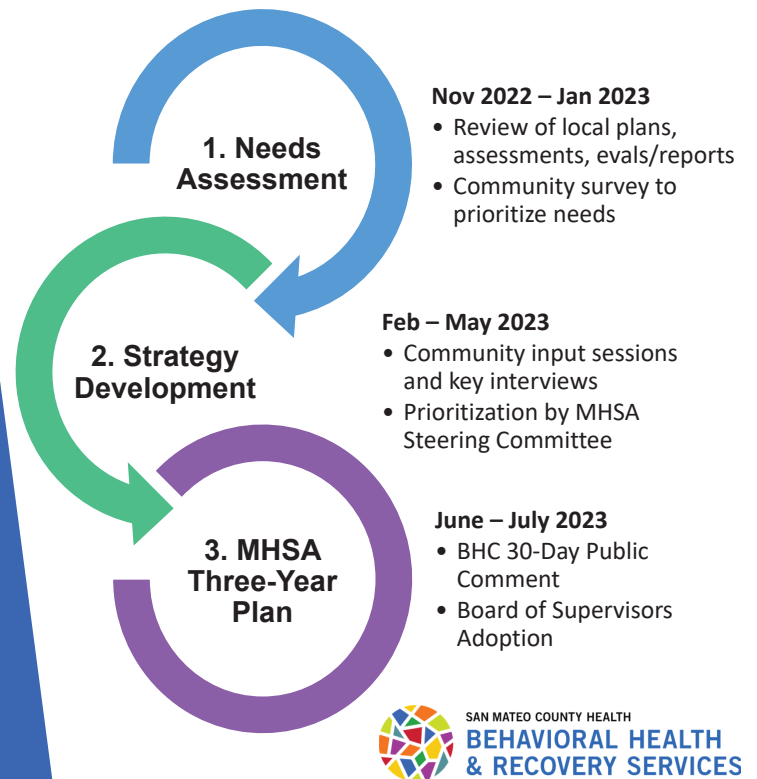 1. Needs
Assessment
Nov 2022 – Jan 2023
• Review of local plans,
assessments, evals/reports
• Community survey to
prioritize needs
2. Strategy
Development
Feb – May 2023
• Community input sessions
and key interviews
• Prioritization by MHSA
Steering Committee
3. MHSA
Three-Year
Plan
June – July 2023
• BHC 30-Day Public
Comment
• Board of Supervisors
Adoption
SAN MATEO COUNTY HEALTH
BEHAVIORAL HEALTH
& RECOVERY SERVICES